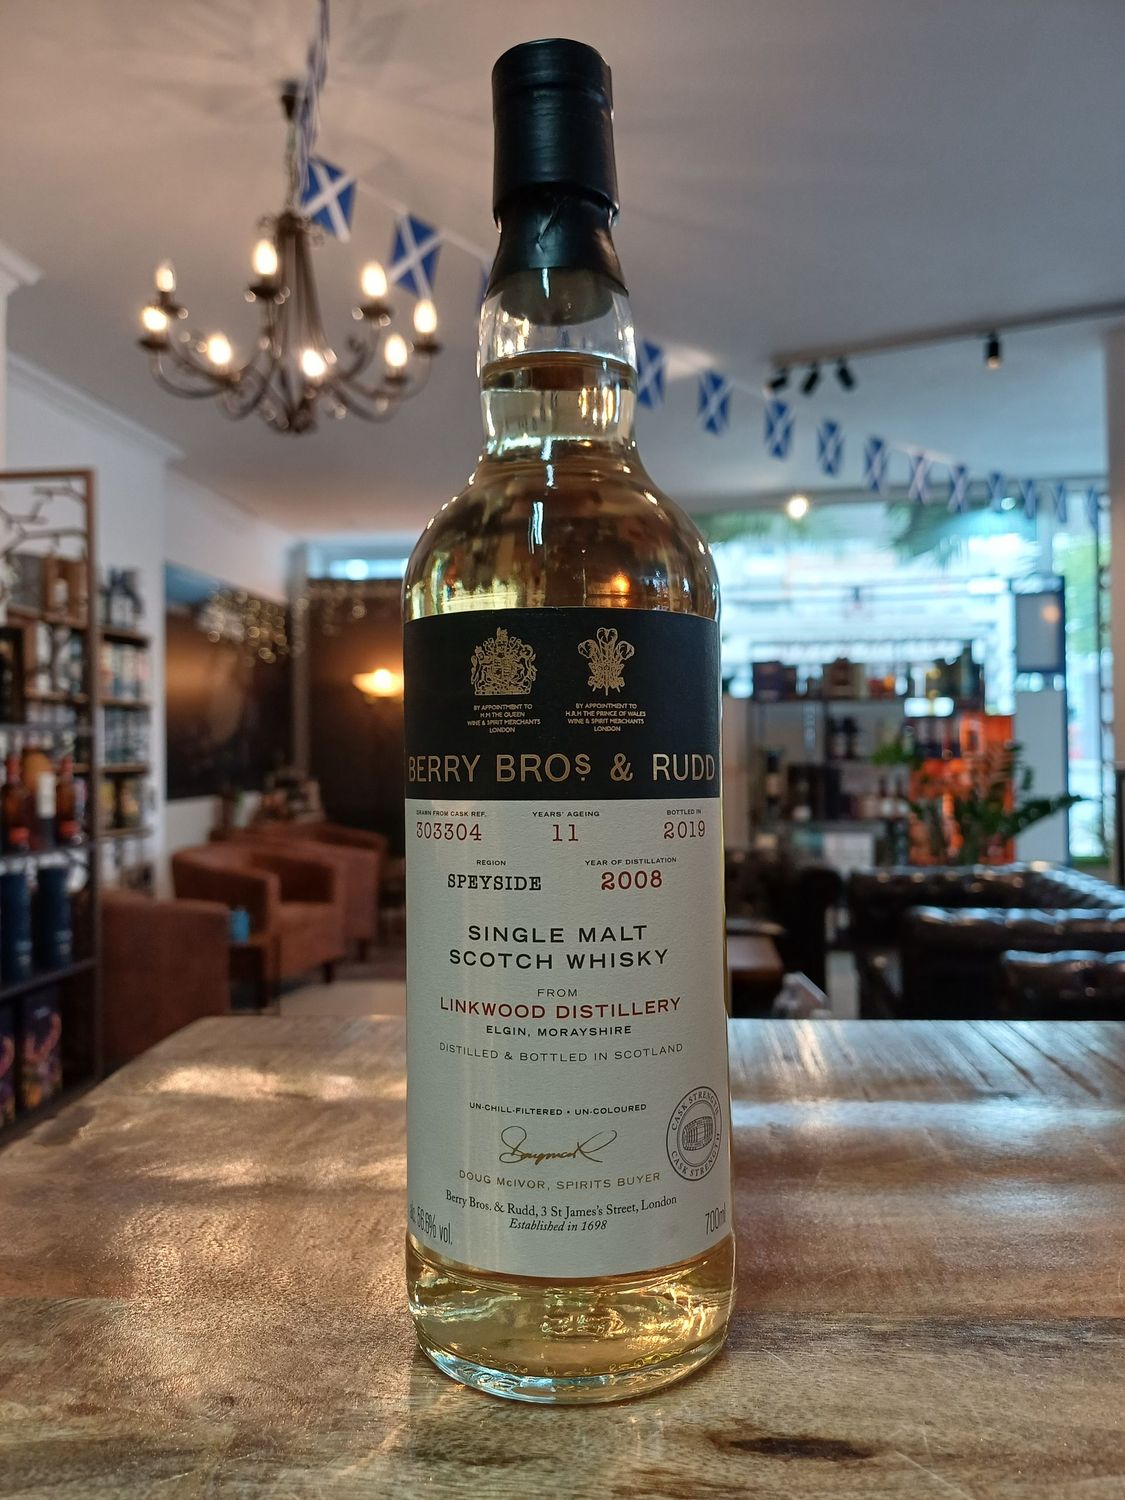 BY APPOINTMENT TO
H.M THE QUEEN
WINE & SPIRIT MERCHANTS
LONDON
BY APPOINTMENT TO
H.R.H THE PRINCE OF WALES
WINE & SPIRIT MERCHANTS
LONDON
BERRY BROS & RUDD
DRAWN FROM CASK REF.
303304
YEARS' AGEING
11
BOTTLED IN
2019
REGION
SPEYSIDE
YEAR OF DISTILLATION
2008
SINGLE MALT
SCOTCH WHISKY
FROM
LINKWOOD DISTILLERY
ELGIN, MORAYSHIRE
DISTILLED & BOTTLED IN SCOTLAND
UN-CHILL-FILTERED • UN-COLOURED
CASK STRENGTH
CASK STRENGTH
DOUG McIVOR, SPIRITS BUYER
Berry Bros. & Rudd, 3 St James's Street, London
Established in 1698
vol.
700ml